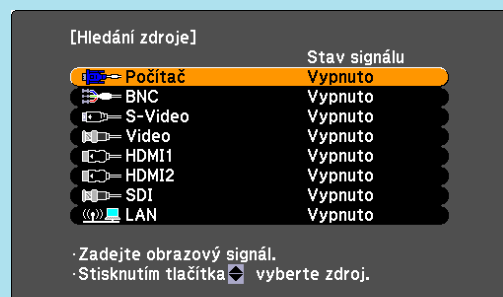 [Hledání zdroje]
Stav signálu
Počítač Vypnuto
BNC Vypnuto
S-Video Vypnuto
Video Vypnuto
HDMI1 Vypnuto
HDMI2 Vypnuto
SDI Vypnuto
LAN Vypnuto
·Zadejte obrazový signál.
·Stisknutím tlačítka vyberte zdroj.